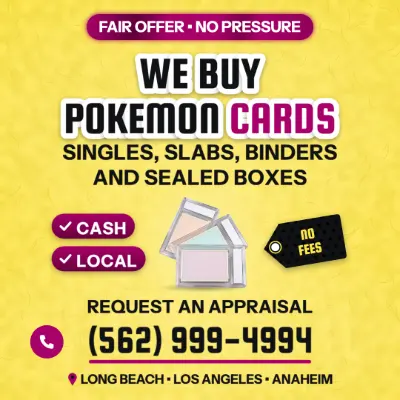 FAIR OFFER • NO PRESSURE
WE BUY
POKEMON CARDS
SINGLES, SLABS, BINDERS
AND SEALED BOXES
CASH
LOCAL
NO
FEES
REQUEST AN APPRAISAL
(562) 999-4994
LONG BEACH • LOS ANGELES • ANAHEIM